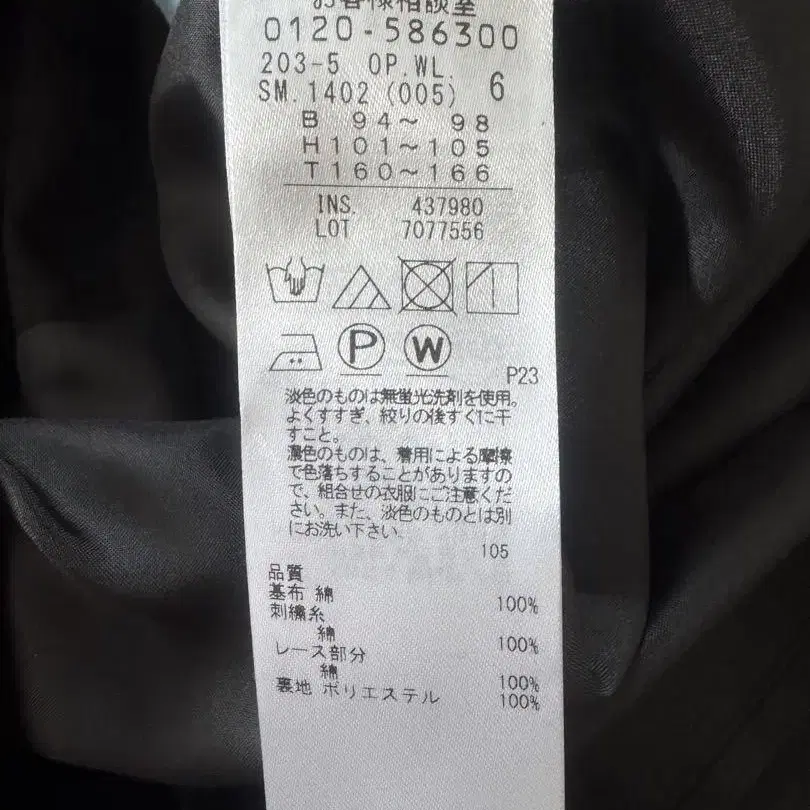 お客様相談室
0120-586300
203-5 OP.WL. 6
SM.1402 (005)
B 94〜 98
H101〜105
T160〜166
INS. 437980
LOT 7077556
P
W
P23
淡色のものは無蛍光洗剤を使用。
よくすすぎ、絞りの後すぐに干
すこと。
濃色のものは、着用による摩擦
で色落ちすることがありますの
で、組合せの衣服にご注意くだ
さい。また、淡色のものとは別
にお洗い下さい。
105
品質
基布 綿 100%
刺繍糸
綿 100%
レース部分
綿 100%
裏地 ポリエステル 100%